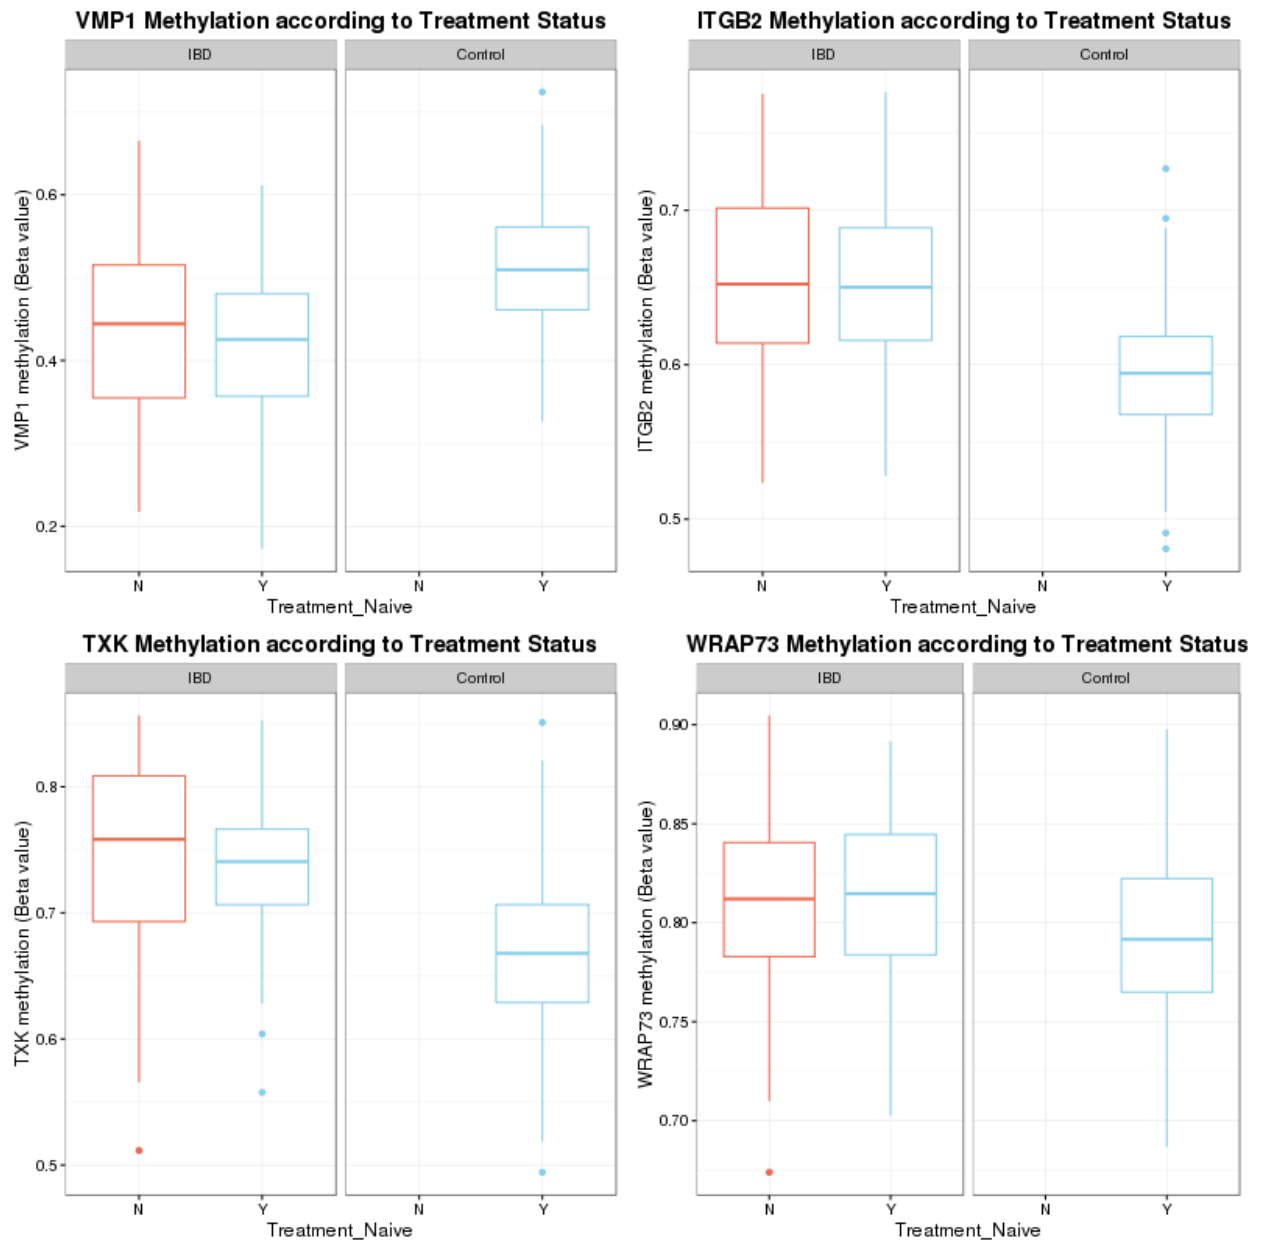 VMP1 Methylation according to Treatment Status
IBD
Control
VMP1 methylation (Beta value)
0.6
0.4
0.2
N
Y
N
Y
Treatment_Naive
ITGB2 Methylation according to Treatment Status
IBD
Control
ITGB2 methylation (Beta value)
0.7
0.6
0.5
N
Y
N
Y
Treatment_Naive
TXK Methylation according to Treatment Status
IBD
Control
TXK methylation (Beta value)
0.8
0.7
0.6
0.5
N
Y
N
Y
Treatment_Naive
WRAP73 Methylation according to Treatment Status
IBD
Control
WRAP73 methylation (Beta value)
0.90
0.85
0.80
0.75
0.70
N
Y
N
Y
Treatment_Naive